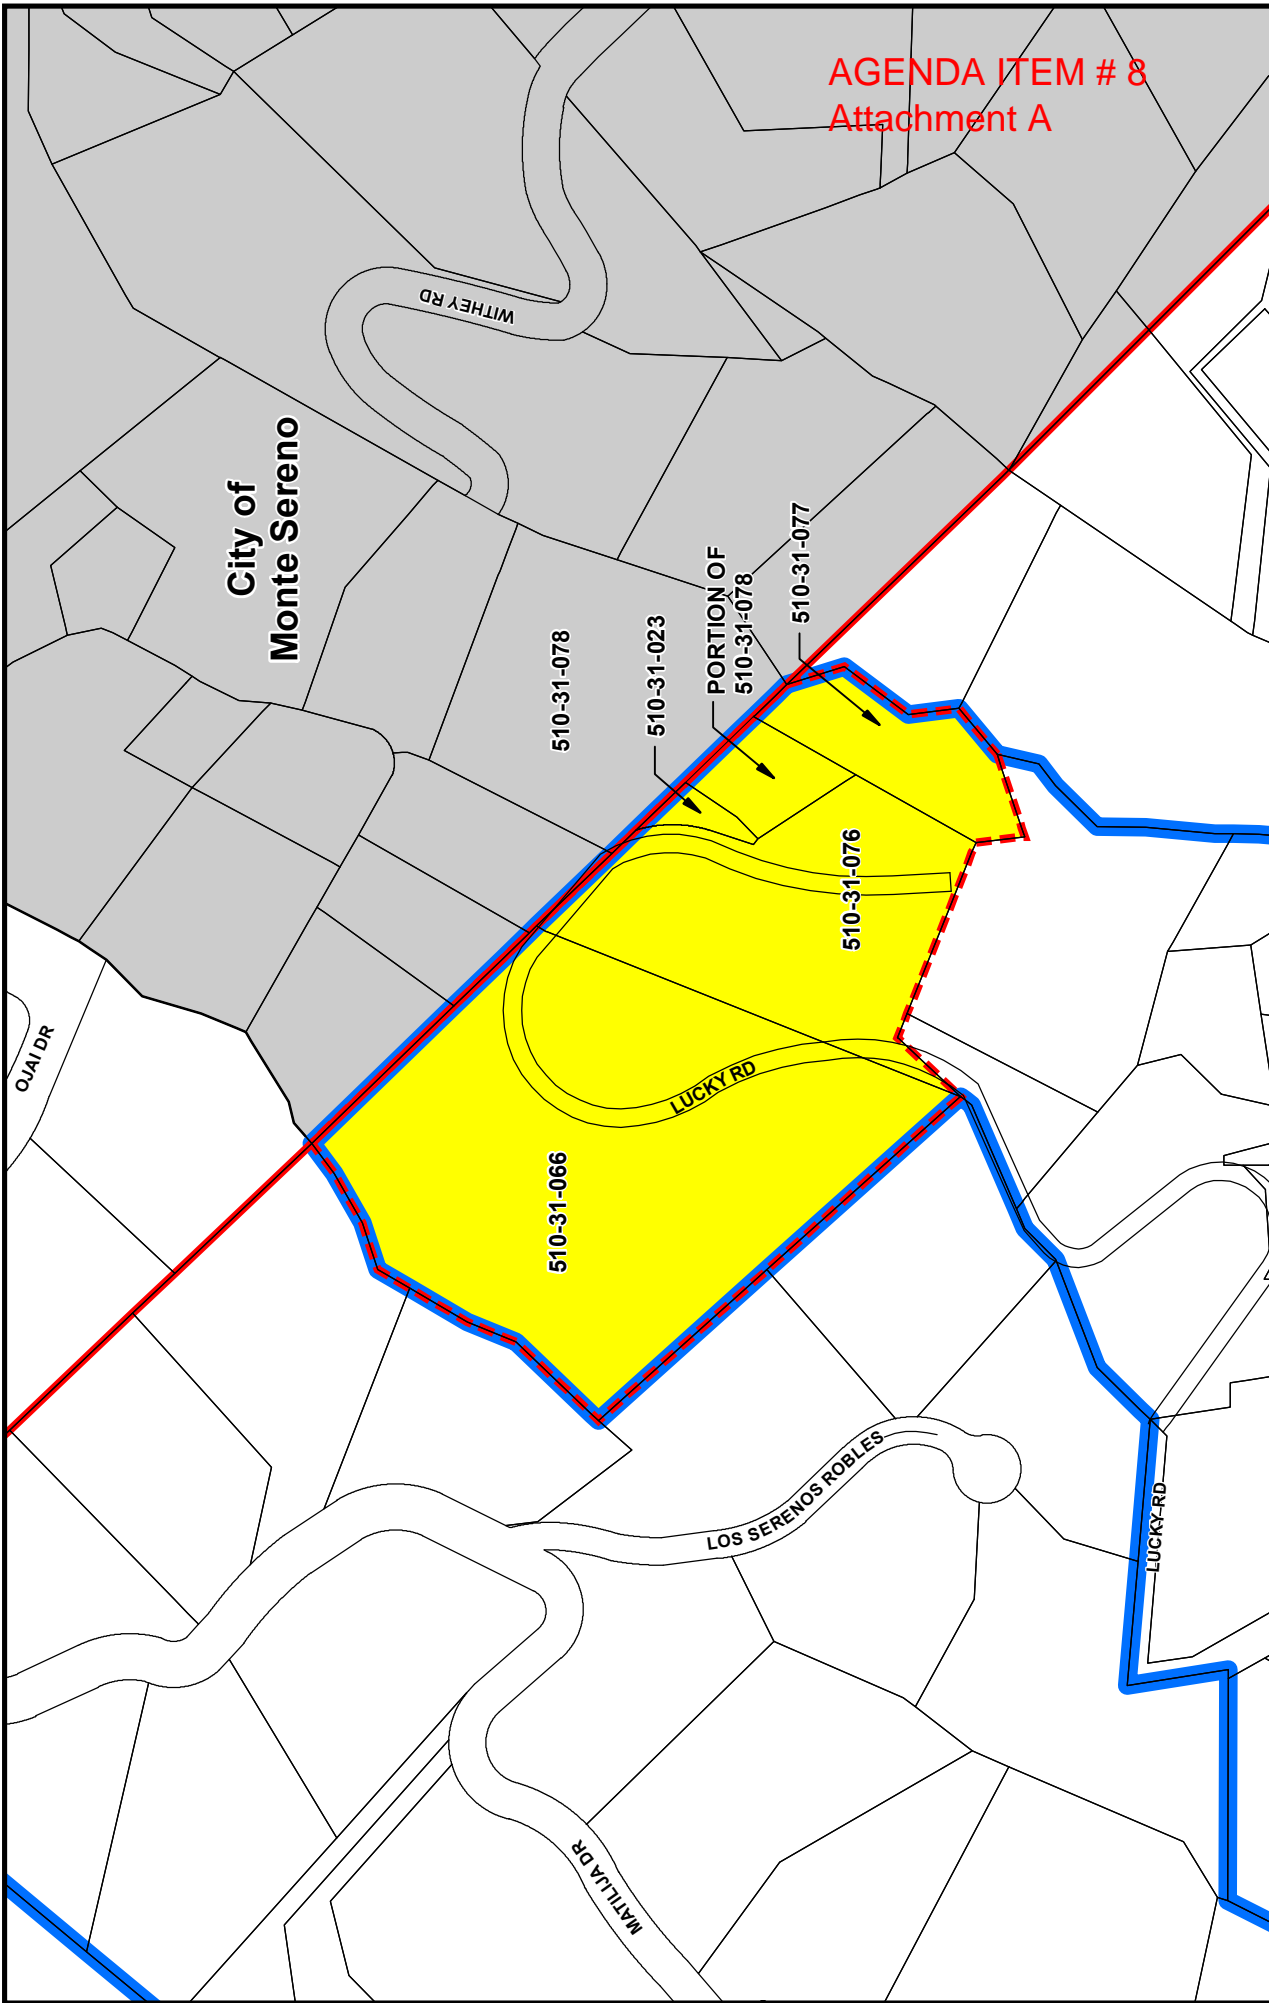 AGENDA ITEM # 8
Attachment A
WITHEY RD
City of
Monte Sereno
510-31-078
510-31-023
PORTION OF
510-31-078
510-31-077
510-31-076
OJAI DR
LUCKY RD
510-31-066
LOS SERENOS ROBLES
LUCKY RD
MATILIJA DR